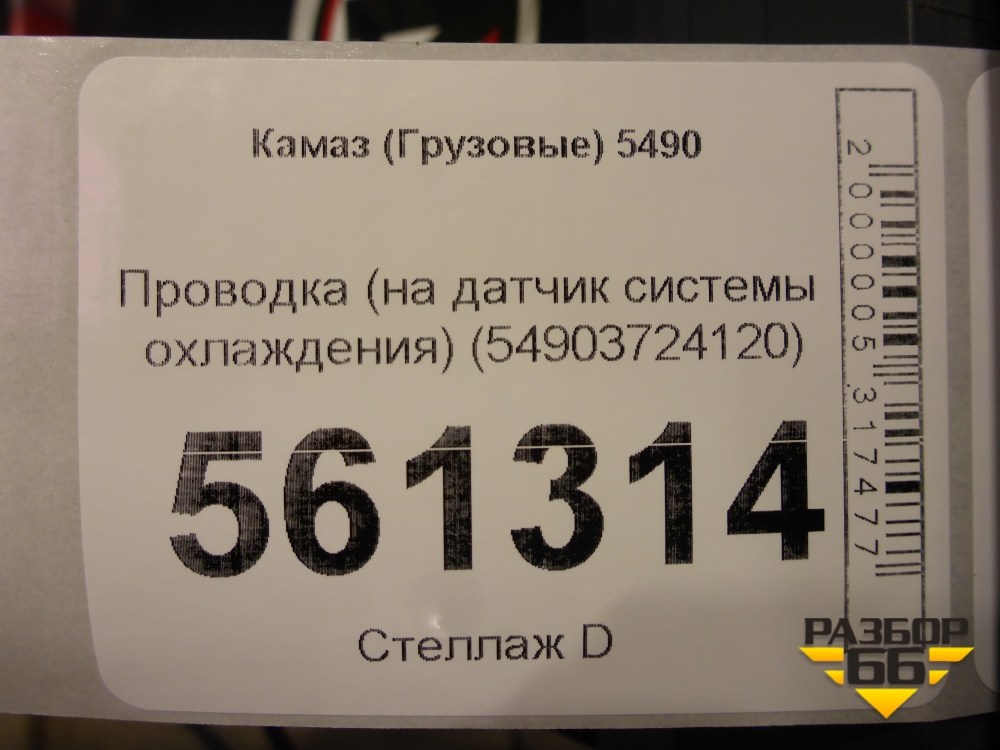 Камаз (Грузовые) 5490
Проводка (на датчик системы
охлаждения) (54903724120)
561314
Стеллаж D
2000005317477
РАЗБОР
66